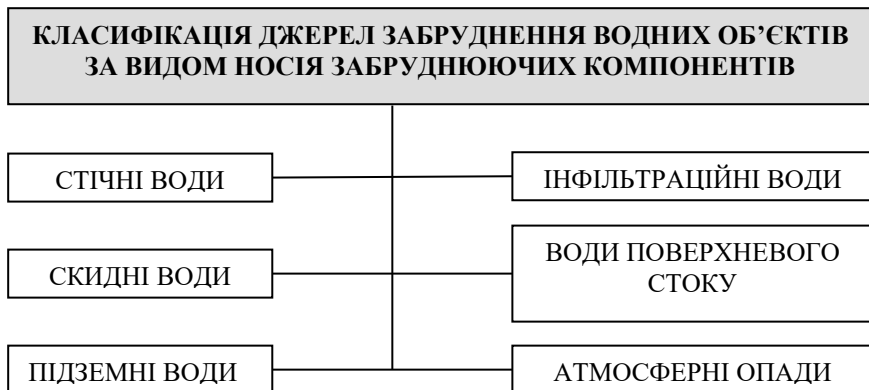 КЛАСИФІКАЦІЯ ДЖЕРЕЛ ЗАБРУДНЕННЯ ВОДНИХ ОБ’ЄКТІВ
ЗА ВИДОМ НОСІЯ ЗАБРУДНЮЮЧИХ КОМПОНЕНТІВ
СТІЧНІ ВОДИ
ІНФІЛЬТРАЦІЙНІ ВОДИ
СКИДНІ ВОДИ
ВОДИ ПОВЕРХНЕВОГО
СТОКУ
ПІДЗЕМНІ ВОДИ
АТМОСФЕРНІ ОПАДИ